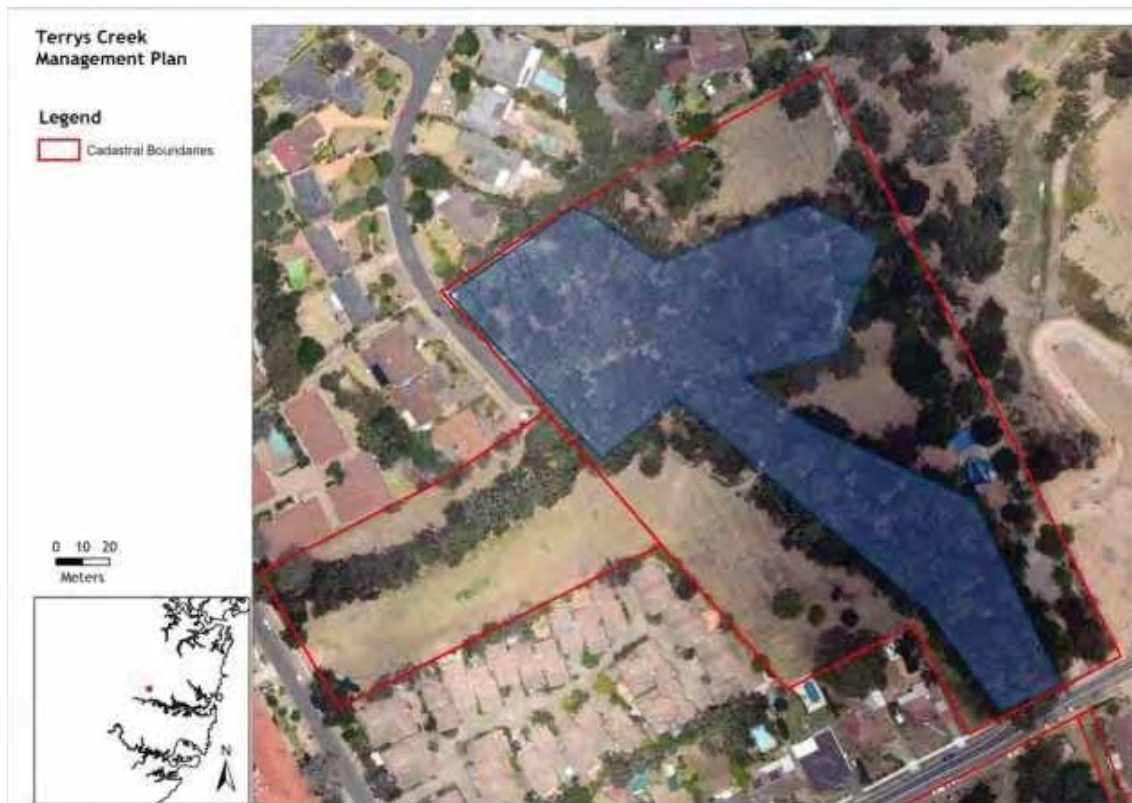 Terrys Creek
Management Plan
Legend
Cadastral Boundaries
0 10 20
Meters
N